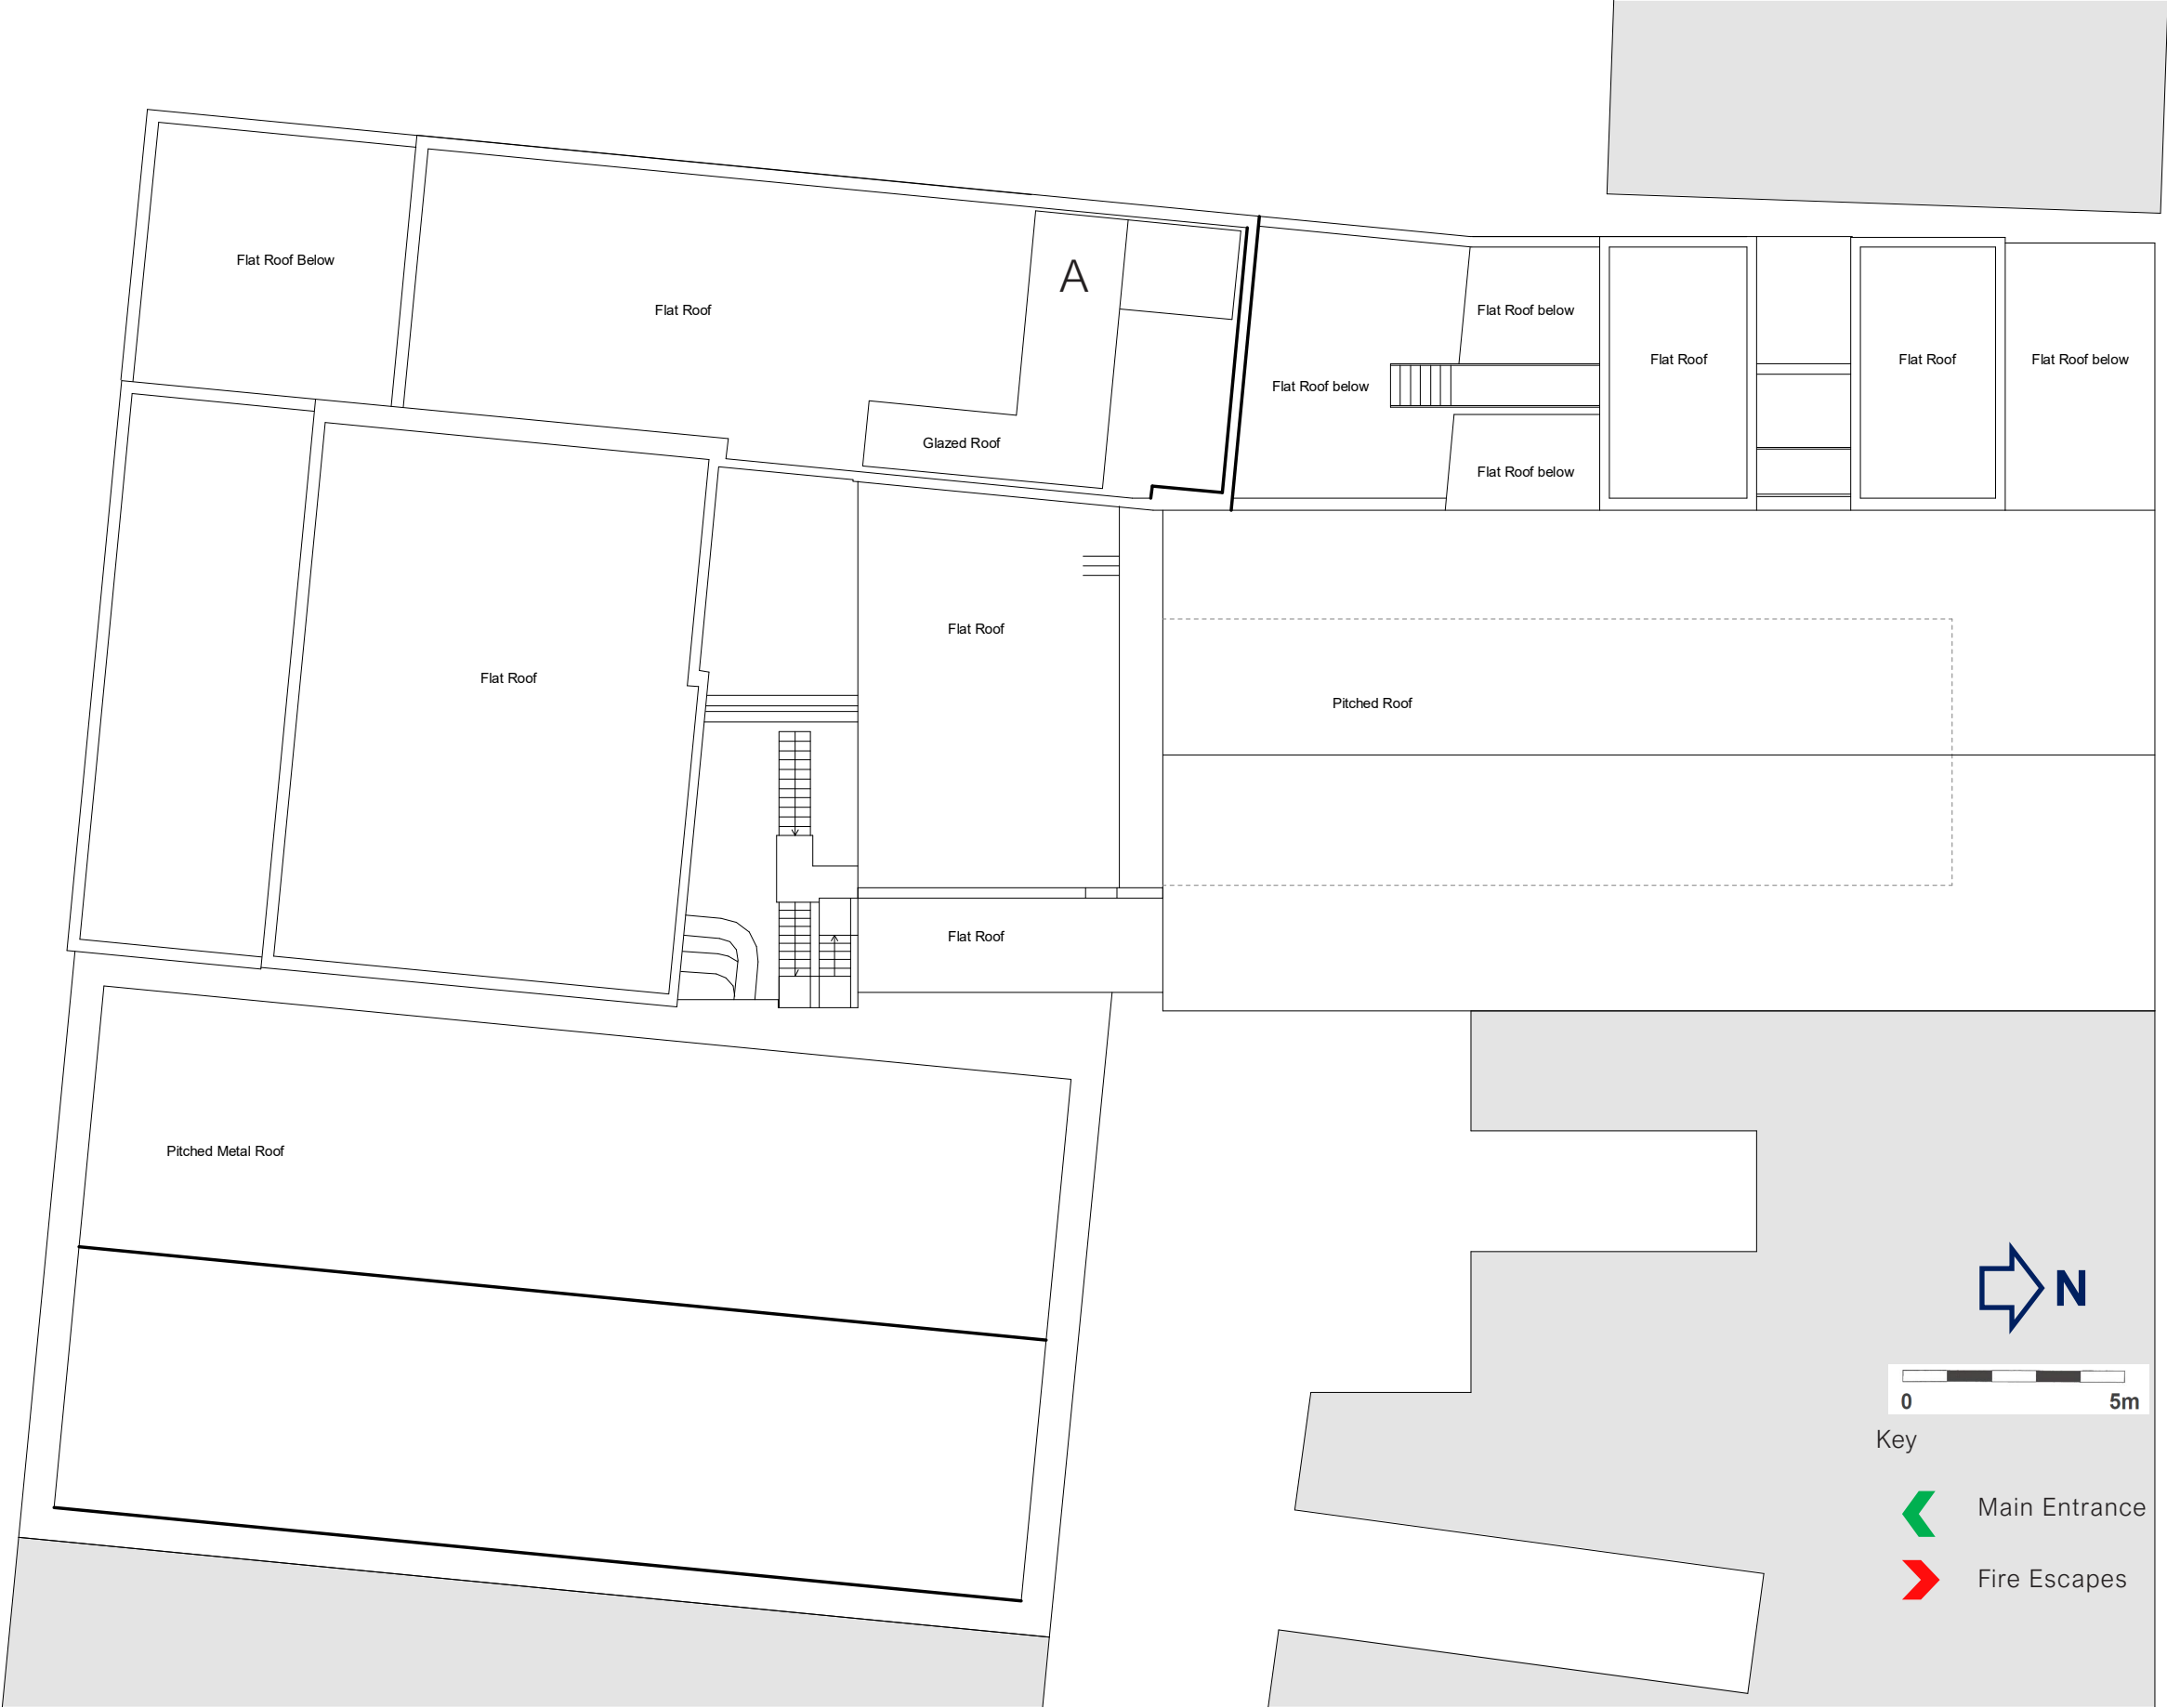 Flat Roof Below
Flat Roof
A
Glazed Roof
Flat Roof below
Flat Roof below
Flat Roof below
Flat Roof
Flat Roof
Flat Roof below
Flat Roof
Flat Roof
Pitched Roof
Flat Roof
Pitched Metal Roof
N
0 5m
Key
Main Entrance
Fire Escapes